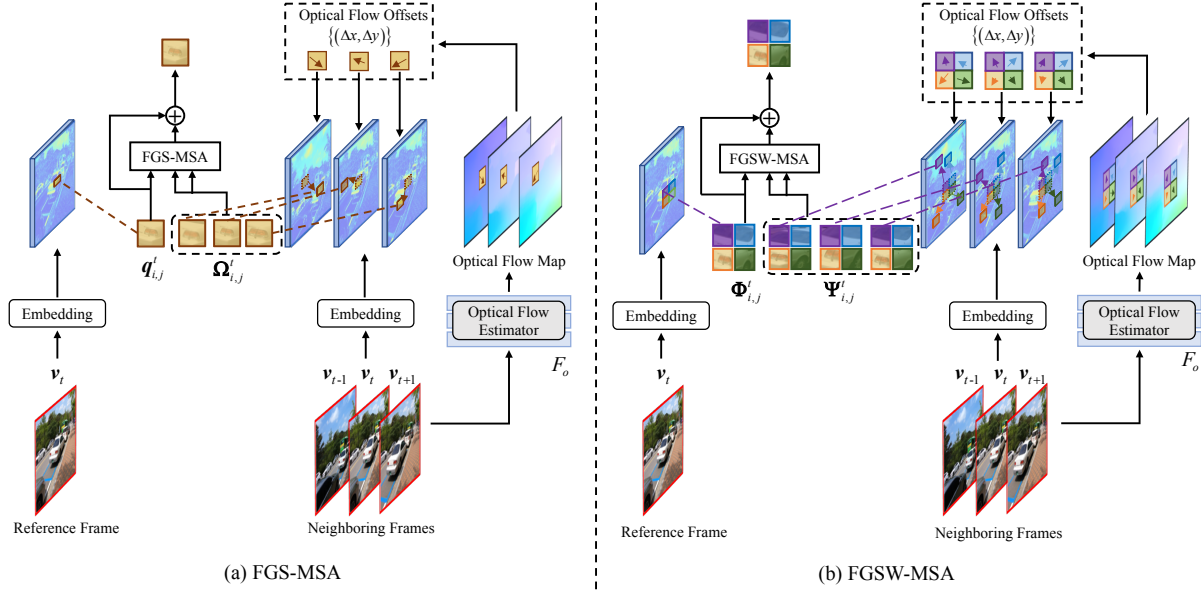 Optical Flow Offsets
{(Δx, Δy)}
FGS-MSA
q^t_{i,j}
Ω^t_{i,j}
Optical Flow Map
Embedding
Embedding
Optical Flow
Estimator
F_o
v_t
v_{t-1} v_t v_{t+1}
Reference Frame
Neighboring Frames
(a) FGS-MSA
Optical Flow Offsets
{(Δx, Δy)}
FGSW-MSA
Φ^t_{i,j}
Ψ^t_{i,j}
Optical Flow Map
Embedding
Embedding
Optical Flow
Estimator
F_o
v_t
v_{t-1} v_t v_{t+1}
Reference Frame
Neighboring Frames
(b) FGSW-MSA